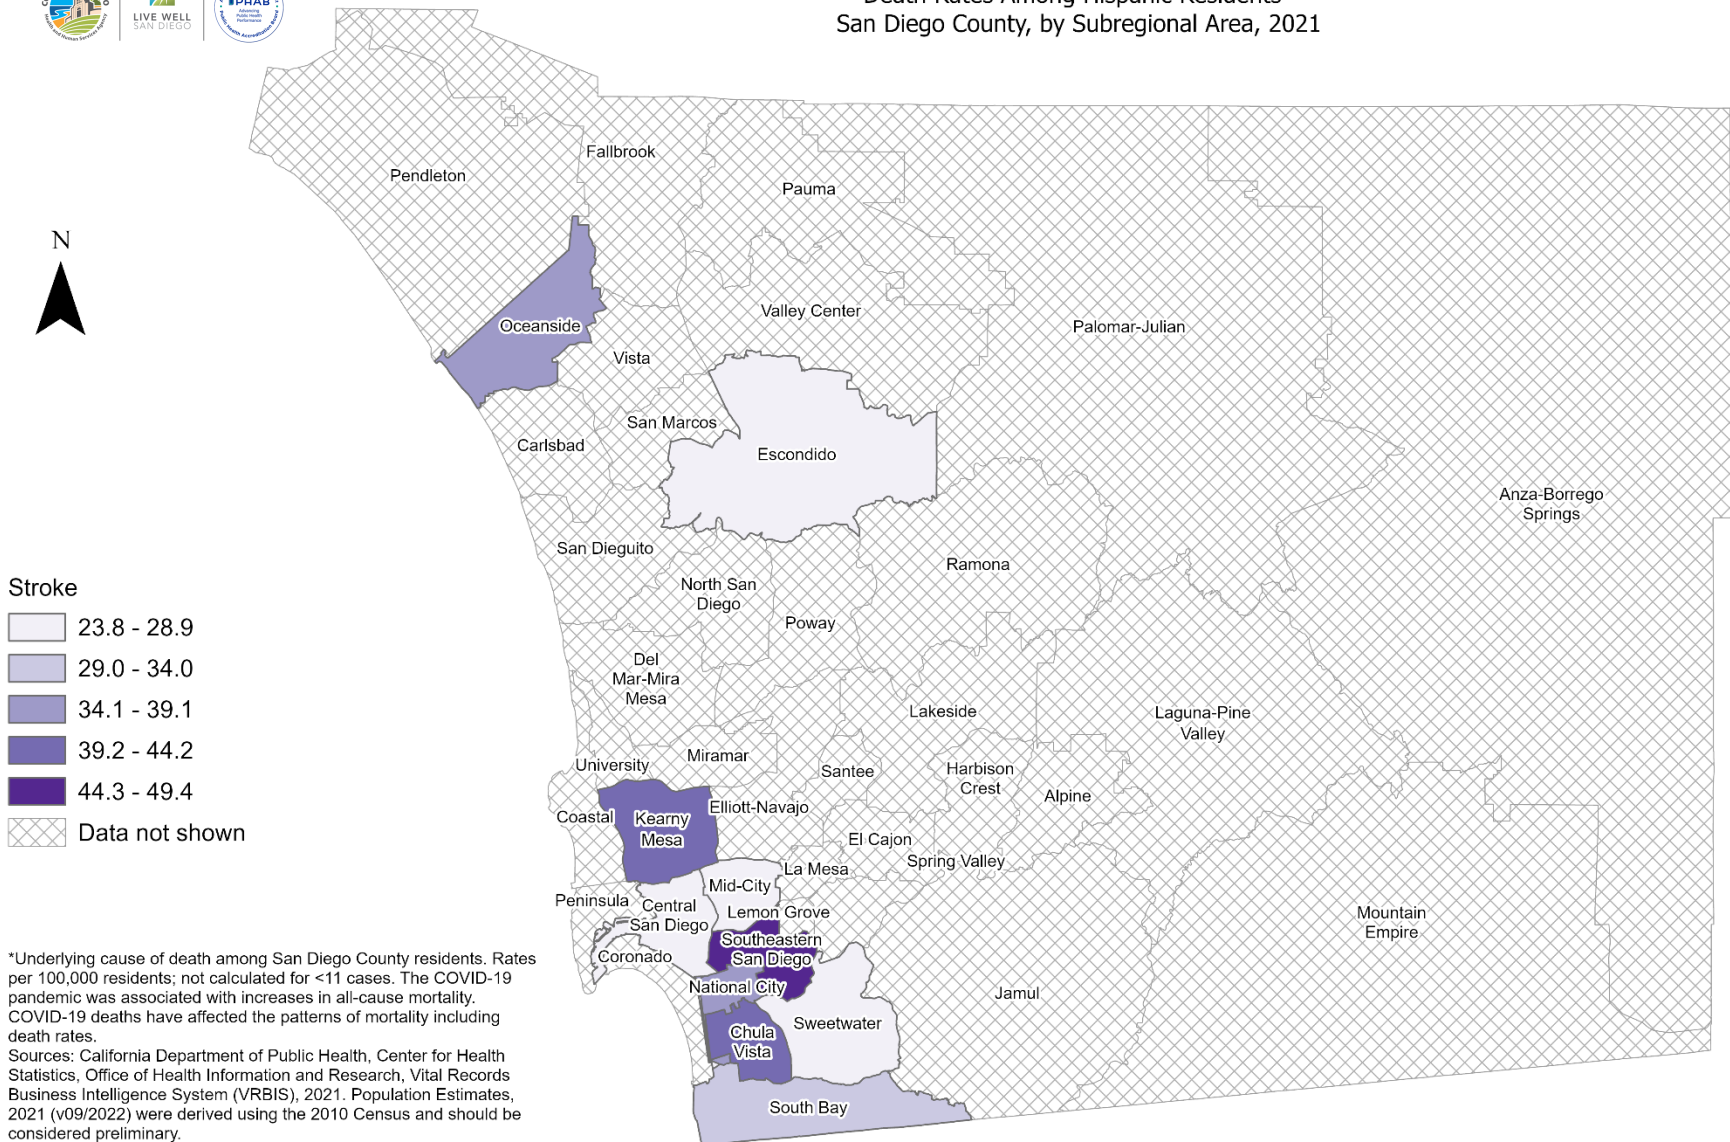 LIVE WELL
SAN DIEGO
PHAB
Advancing
Public Health
Performance
Death Rates Among Hispanic Residents
San Diego County, by Subregional Area, 2021
N
Pendleton
Fallbrook
Pauma
Oceanside
Valley Center
Palomar-Julian
Vista
San Marcos
Carlsbad
Escondido
Anza-Borrego
Springs
San Dieguito
North San
Diego
Ramona
Poway
Del
Mar-Mira
Mesa
Lakeside
Laguna-Pine
Valley
University
Miramar
Santee
Harbison
Crest
Alpine
Coastal
Kearny
Mesa
Elliott-Navajo
El Cajon
Spring Valley
La Mesa
Mid-City
Peninsula
Central
San Diego
Lemon Grove
Southeastern
San Diego
Coronado
National City
Mountain
Empire
Jamul
Sweetwater
Chula
Vista
South Bay
Stroke
23.8 - 28.9
29.0 - 34.0
34.1 - 39.1
39.2 - 44.2
44.3 - 49.4
Data not shown
*Underlying cause of death among San Diego County residents. Rates
per 100,000 residents; not calculated for <11 cases. The COVID-19
pandemic was associated with increases in all-cause mortality.
COVID-19 deaths have affected the patterns of mortality including
death rates.
Sources: California Department of Public Health, Center for Health
Statistics, Office of Health Information and Research, Vital Records
Business Intelligence System (VRBIS), 2021. Population Estimates,
2021 (v09/2022) were derived using the 2010 Census and should be
considered preliminary.